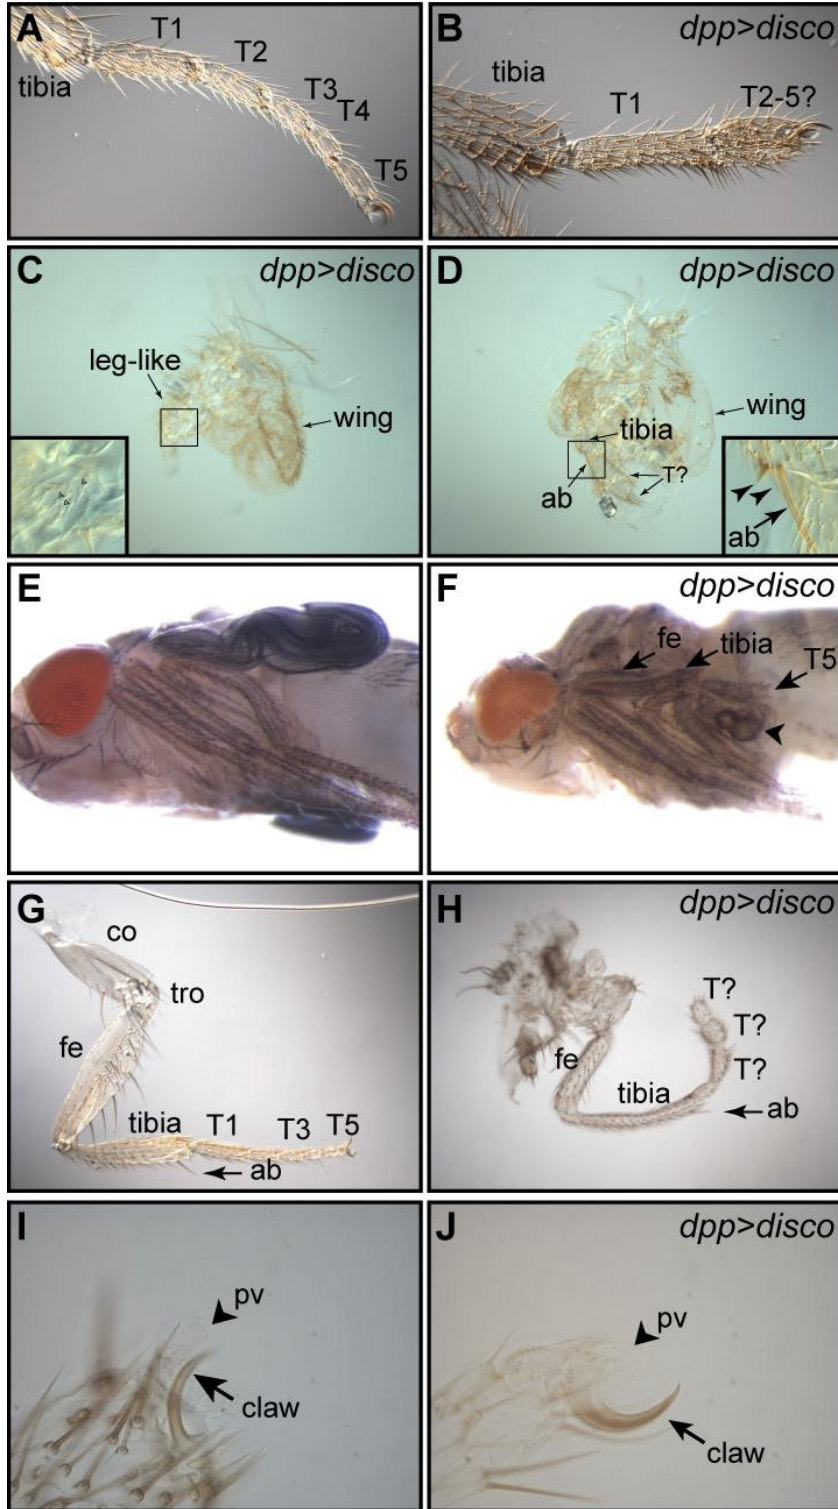 A
T1
T2
T3
T4
T5
tibia
B
dpp>disco
tibia
T1
T2-5?
C
dpp>disco
leg-like
wing
D
dpp>disco
wing
tibia
T?
ab
ab
E
F
dpp>disco
fe
tibia
T5
G
co
tro
fe
tibia
T1
T3
T5
ab
H
dpp>disco
T?
T?
T?
fe
tibia
ab
I
pv
claw
J
dpp>disco
pv
claw